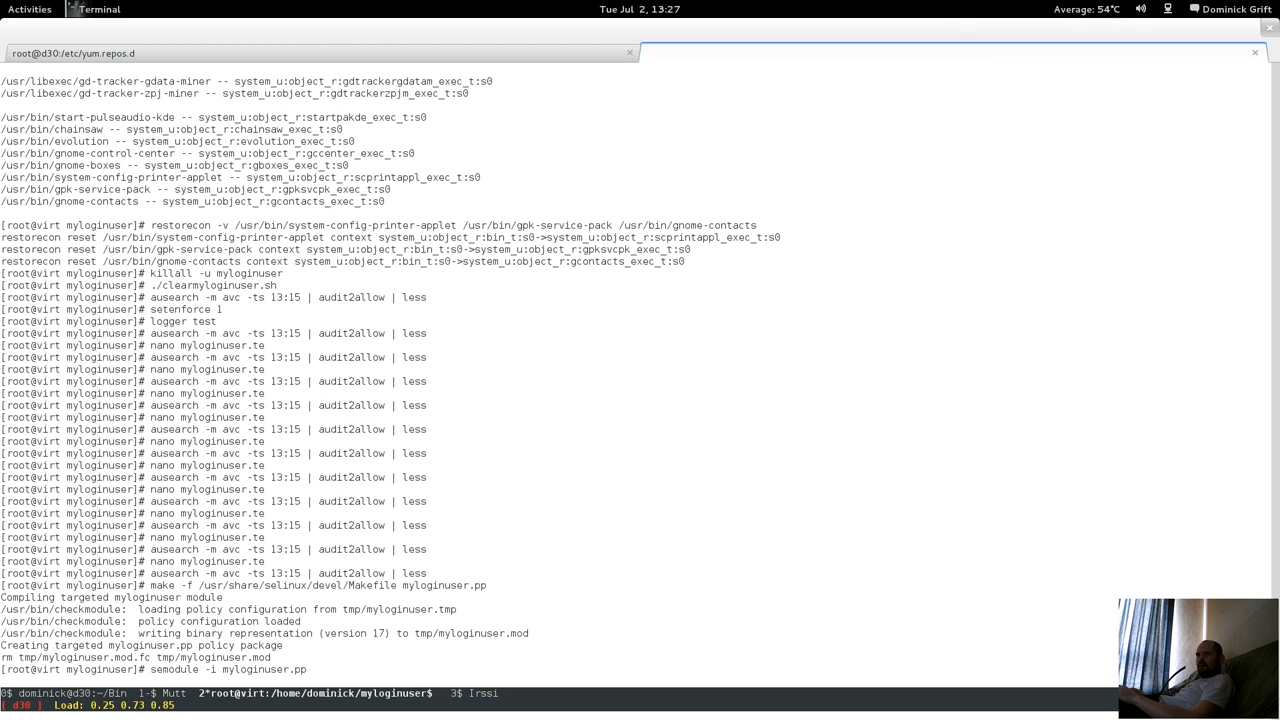 Activities
Terminal
Tue Jul 2, 13:27
Average: 54°C
Dominick Grift
root@d30:/etc/yum.repos.d
/usr/libexec/gd-tracker-gdata-miner -- system_u:object_r:gdtrackergdatam_exec_t:s0
/usr/libexec/gd-tracker-zpj-miner -- system_u:object_r:gdtrackerzpjm_exec_t:s0
/usr/bin/start-pulseaudio-kde -- system_u:object_r:startpakde_exec_t:s0
/usr/bin/chainsaw -- system_u:object_r:chainsaw_exec_t:s0
/usr/bin/evolution -- system_u:object_r:evolution_exec_t:s0
/usr/bin/gnome-control-center -- system_u:object_r:gccenter_exec_t:s0
/usr/bin/gnome-boxes -- system_u:object_r:gboxes_exec_t:s0
/usr/bin/system-config-printer-applet -- system_u:object_r:scprintappl_exec_t:s0
/usr/bin/gpk-service-pack -- system_u:object_r:gpksvcpk_exec_t:s0
/usr/bin/gnome-contacts -- system_u:object_r:gcontacts_exec_t:s0
[root@virt myloginuser]# restorecon -v /usr/bin/system-config-printer-applet /usr/bin/gpk-service-pack /usr/bin/gnome-contacts
restorecon reset /usr/bin/system-config-printer-applet context system_u:object_r:bin_t:s0->system_u:object_r:scprintappl_exec_t:s0
restorecon reset /usr/bin/gpk-service-pack context system_u:object_r:bin_t:s0->system_u:object_r:gpksvcpk_exec_t:s0
restorecon reset /usr/bin/gnome-contacts context system_u:object_r:bin_t:s0->system_u:object_r:gcontacts_exec_t:s0
[root@virt myloginuser]# killall -u myloginuser
[root@virt myloginuser]# ./clearmyloginuser.sh
[root@virt myloginuser]# ausearch -m avc -ts 13:15 | audit2allow | less
[root@virt myloginuser]# setenforce 1
[root@virt myloginuser]# logger test
[root@virt myloginuser]# ausearch -m avc -ts 13:15 | audit2allow | less
[root@virt myloginuser]# nano myloginuser.te
[root@virt myloginuser]# ausearch -m avc -ts 13:15 | audit2allow | less
[root@virt myloginuser]# nano myloginuser.te
[root@virt myloginuser]# ausearch -m avc -ts 13:15 | audit2allow | less
[root@virt myloginuser]# nano myloginuser.te
[root@virt myloginuser]# ausearch -m avc -ts 13:15 | audit2allow | less
[root@virt myloginuser]# nano myloginuser.te
[root@virt myloginuser]# ausearch -m avc -ts 13:15 | audit2allow | less
[root@virt myloginuser]# nano myloginuser.te
[root@virt myloginuser]# ausearch -m avc -ts 13:15 | audit2allow | less
[root@virt myloginuser]# nano myloginuser.te
[root@virt myloginuser]# ausearch -m avc -ts 13:15 | audit2allow | less
[root@virt myloginuser]# nano myloginuser.te
[root@virt myloginuser]# ausearch -m avc -ts 13:15 | audit2allow | less
[root@virt myloginuser]# nano myloginuser.te
[root@virt myloginuser]# ausearch -m avc -ts 13:15 | audit2allow | less
[root@virt myloginuser]# nano myloginuser.te
[root@virt myloginuser]# ausearch -m avc -ts 13:15 | audit2allow | less
[root@virt myloginuser]# nano myloginuser.te
[root@virt myloginuser]# ausearch -m avc -ts 13:15 | audit2allow | less
[root@virt myloginuser]# make -f /usr/share/selinux/devel/Makefile myloginuser.pp
Compiling targeted myloginuser module
/usr/bin/checkmodule:  loading policy configuration from tmp/myloginuser.tmp
/usr/bin/checkmodule:  policy configuration loaded
/usr/bin/checkmodule:  writing binary representation (version 17) to tmp/myloginuser.mod
Creating targeted myloginuser.pp policy package
rm tmp/myloginuser.mod.fc tmp/myloginuser.mod
[root@virt myloginuser]# semodule -i myloginuser.pp
0$ dominick@d30:~/Bin  1-$ Mutt  2*root@virt:/home/dominick/myloginuser$   3$ Irssi
[ d30 ]  Load: 0.25 0.73 0.85